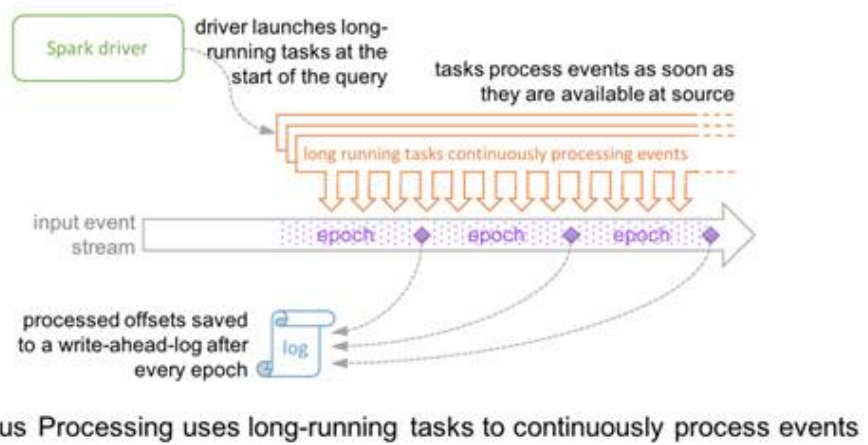 Spark driver
driver launches long-
running tasks at the
start of the query
tasks process events as soon as
they are available at source
long running tasks continuously processing events
input event
stream
epoch epoch epoch
processed offsets saved
to a write-ahead-log after
every epoch
log
us Processing uses long-running tasks to continuously process events